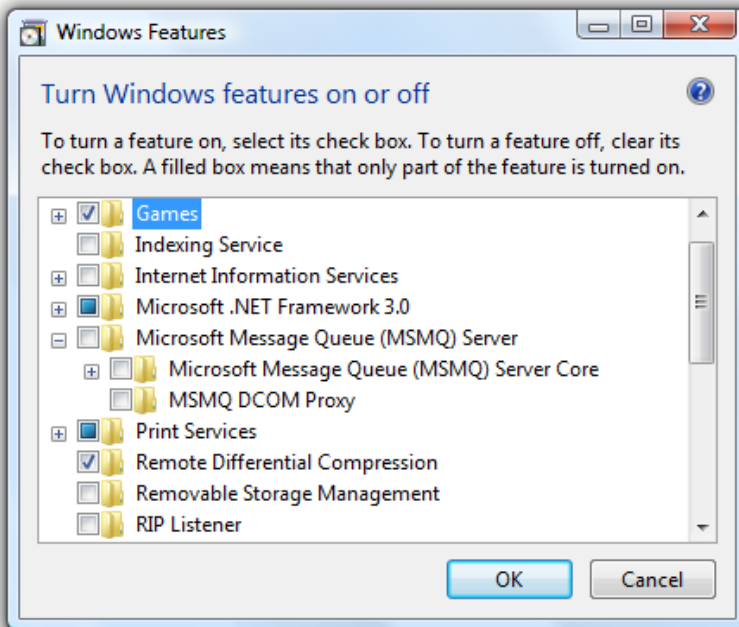 Windows Features
Turn Windows features on or off
To turn a feature on, select its check box. To turn a feature off, clear its
check box. A filled box means that only part of the feature is turned on.
Games
Indexing Service
Internet Information Services
Microsoft .NET Framework 3.0
Microsoft Message Queue (MSMQ) Server
Microsoft Message Queue (MSMQ) Server Core
MSMQ DCOM Proxy
Print Services
Remote Differential Compression
Removable Storage Management
RIP Listener
OK Cancel